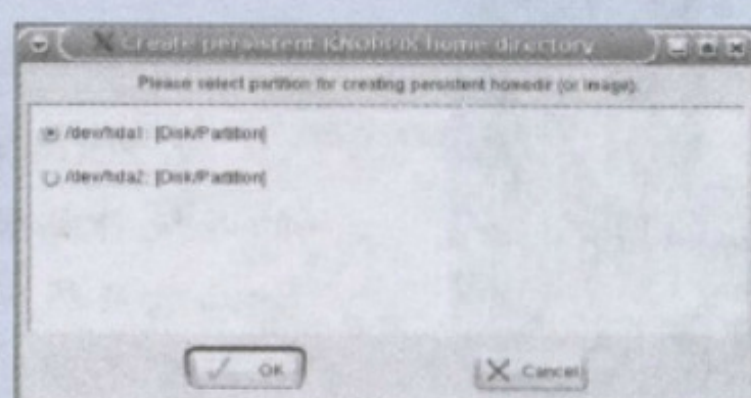 Create persistent KNOPPIX home directory
Please select partition for creating persistent homedir (or image).
/dev/hda1: [Disk/Partition]
/dev/hda2: [Disk/Partition]
OK
Cancel